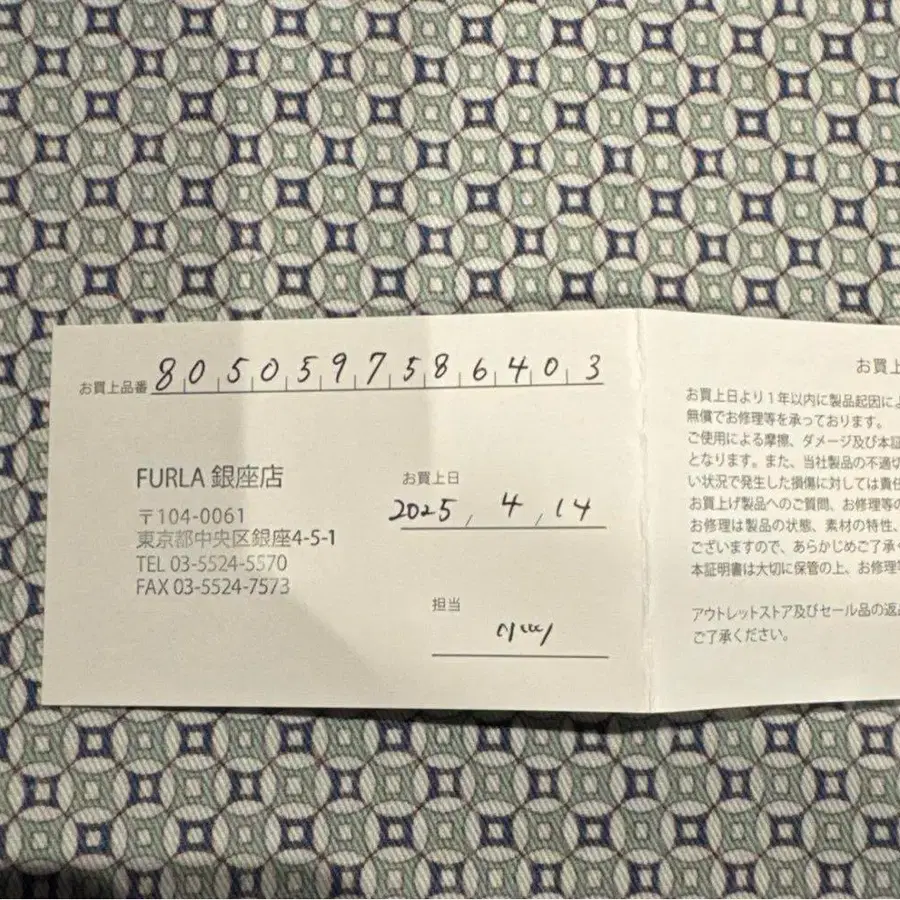 お買上品番 8050597586403
FURLA 銀座店
〒104-0061
東京都中央区銀座4-5-1
TEL 03-5524-5570
FAX 03-5524-7573
お買上日
2025, 4, 14
担当
お買上
お買上日より1年以内に製品起因に
無償でお修理等を承っております。
ご使用による摩擦、ダメージ及び本証
となります。また、当社製品の不適切
い状況で発生した損傷に対しては責任
お買上げ製品へのご質問、お修理等の
お修理は製品の状態、素材の特性、
ございますので、あらかじめご了承く
本証明書は大切に保管の上、お修理等
アウトレットストア及びセール品の返品
ご了承ください。